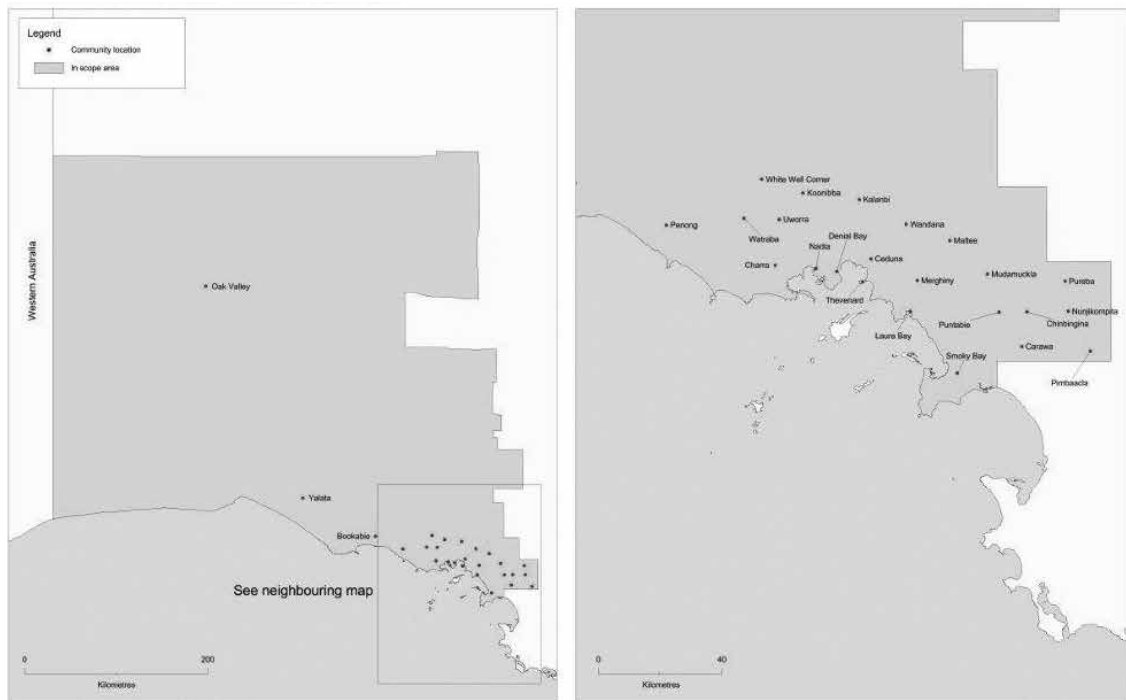 Legend
Community location
In scope area
Western Australia
Oak Valley
Yalata
Bookabie
See neighbouring map
0
200
Kilometres
White Well Corner
Koonibba
Kalanbi
Penong
Watraba
Uworra
Wandana
Maltee
Nadia
Denial Bay
Charra
Ceduna
Merghiny
Mudamuckla
Pureba
Thevenard
Laura Bay
Puntabie
Chinbingina
Nunjikompita
Carawa
Smoky Bay
Pimbaacla
0
40
Kilometres